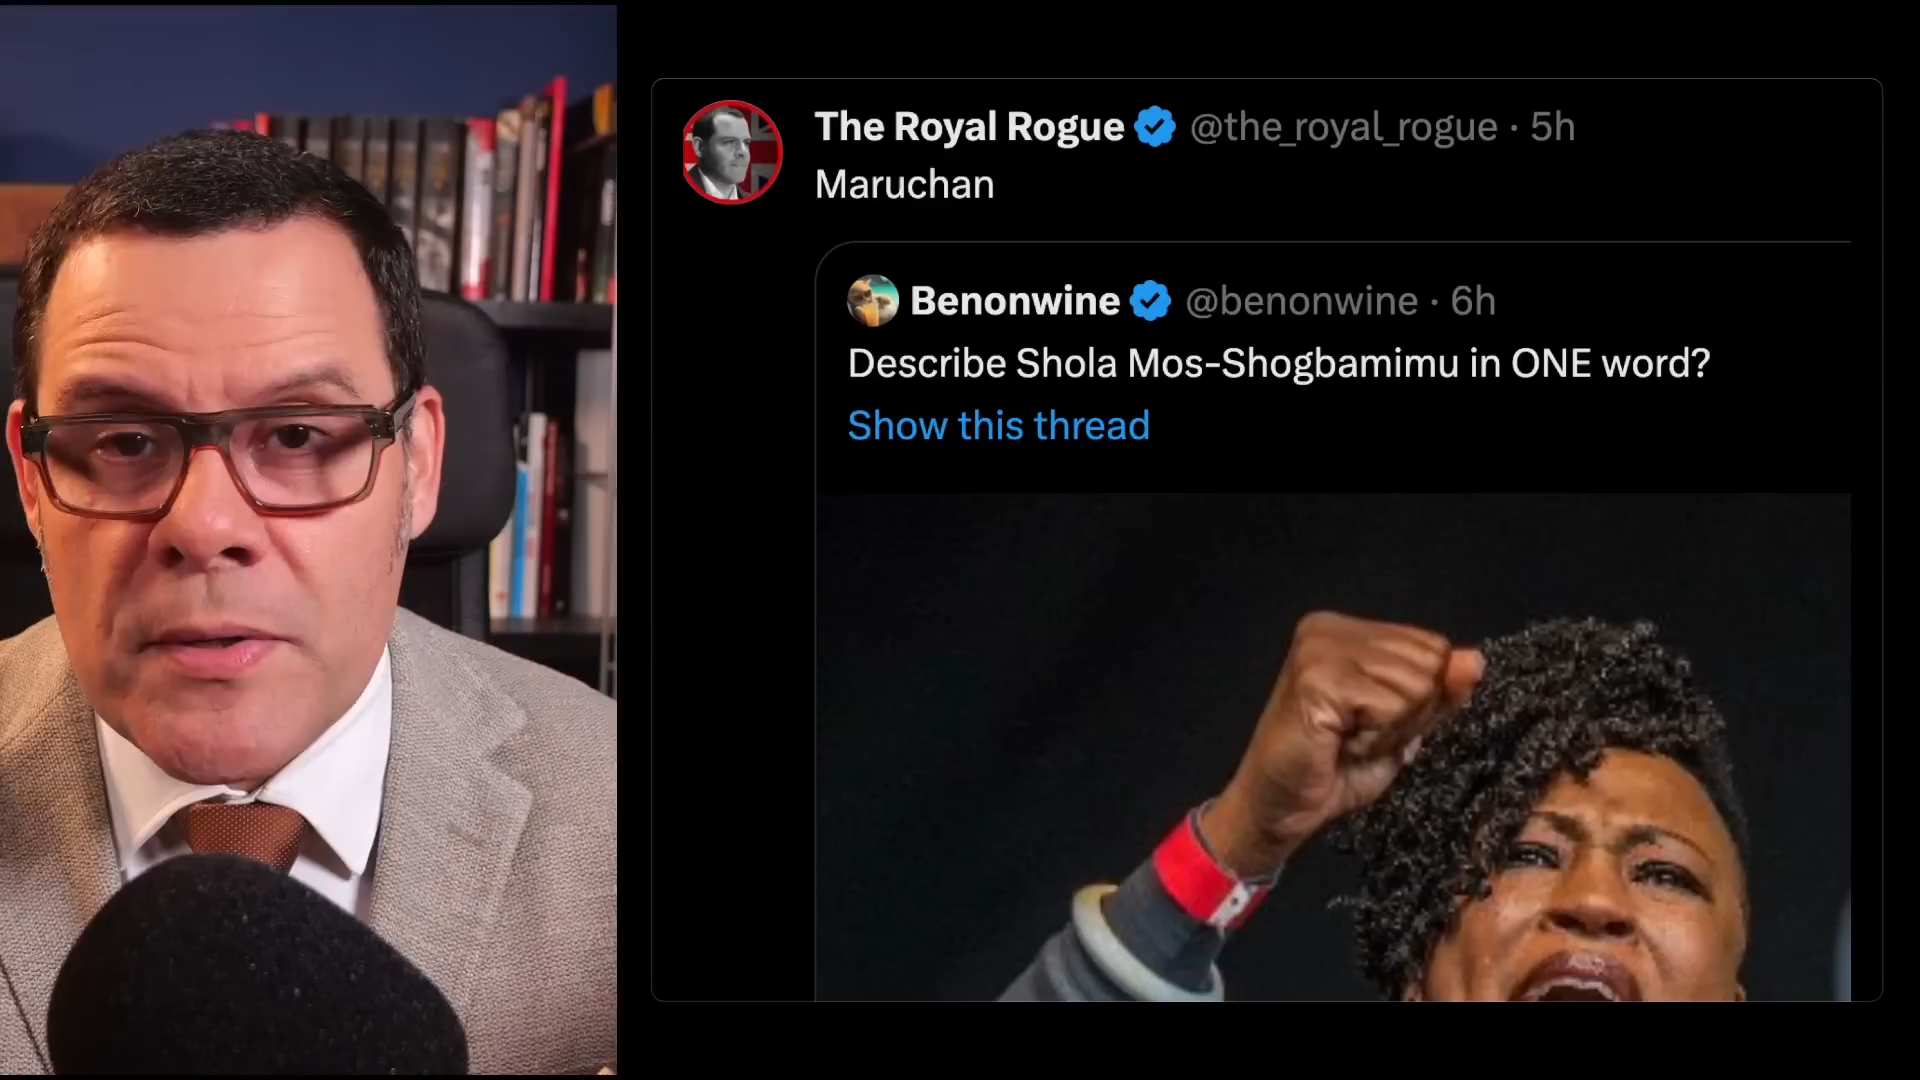 The Royal Rogue @the_royal_rogue · 5h
Maruchan
Benonwine @benonwine · 6h
Describe Shola Mos-Shogbamimu in ONE word?
Show this thread